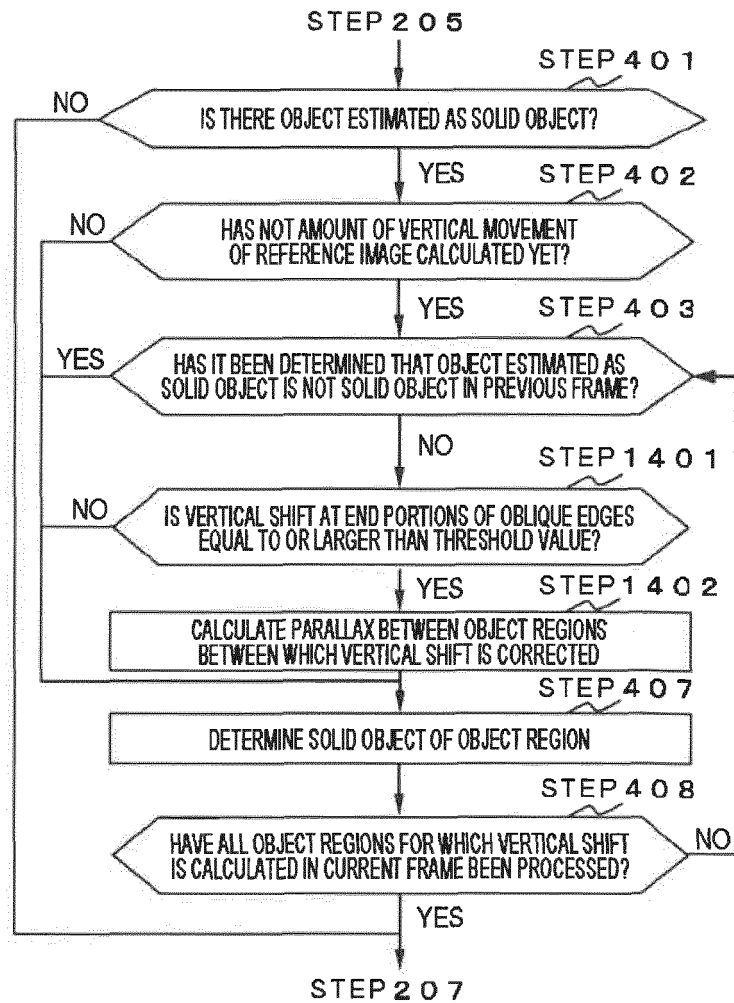 STEP205
STEP401
NO
IS THERE OBJECT ESTIMATED AS SOLID OBJECT?
YES
STEP402
NO
HAS NOT AMOUNT OF VERTICAL MOVEMENT
OF REFERENCE IMAGE CALCULATED YET?
YES
STEP403
YES
HAS IT BEEN DETERMINED THAT OBJECT ESTIMATED AS
SOLID OBJECT IS NOT SOLID OBJECT IN PREVIOUS FRAME?
NO
STEP1401
NO
IS VERTICAL SHIFT AT END PORTIONS OF OBLIQUE EDGES
EQUAL TO OR LARGER THAN THRESHOLD VALUE?
YES
STEP1402
CALCULATE PARALLAX BETWEEN OBJECT REGIONS
BETWEEN WHICH VERTICAL SHIFT IS CORRECTED
STEP407
DETERMINE SOLID OBJECT OF OBJECT REGION
STEP408
HAVE ALL OBJECT REGIONS FOR WHICH VERTICAL SHIFT
IS CALCULATED IN CURRENT FRAME BEEN PROCESSED?
NO
YES
STEP207